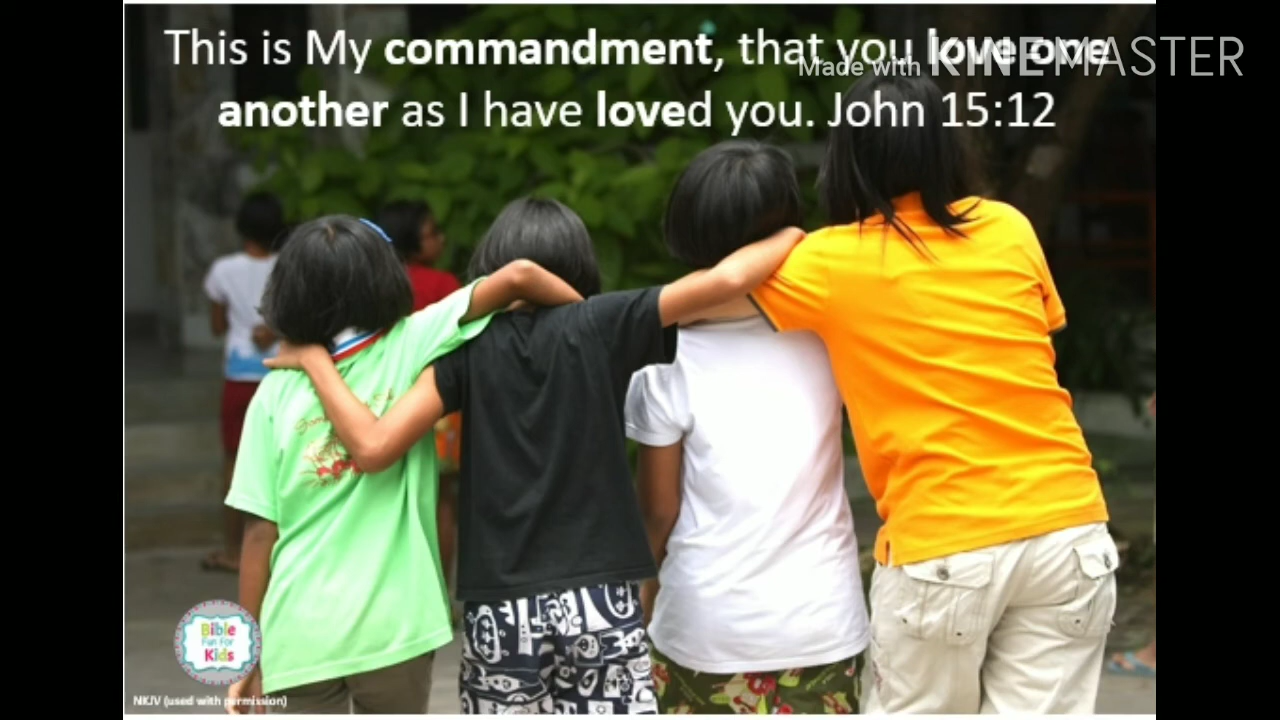 This is My commandment, that you love one
another as I have loved you. John 15:12
Made with KINEMASTER
Bible
Fun For
Kids
NKJV (used with permission)